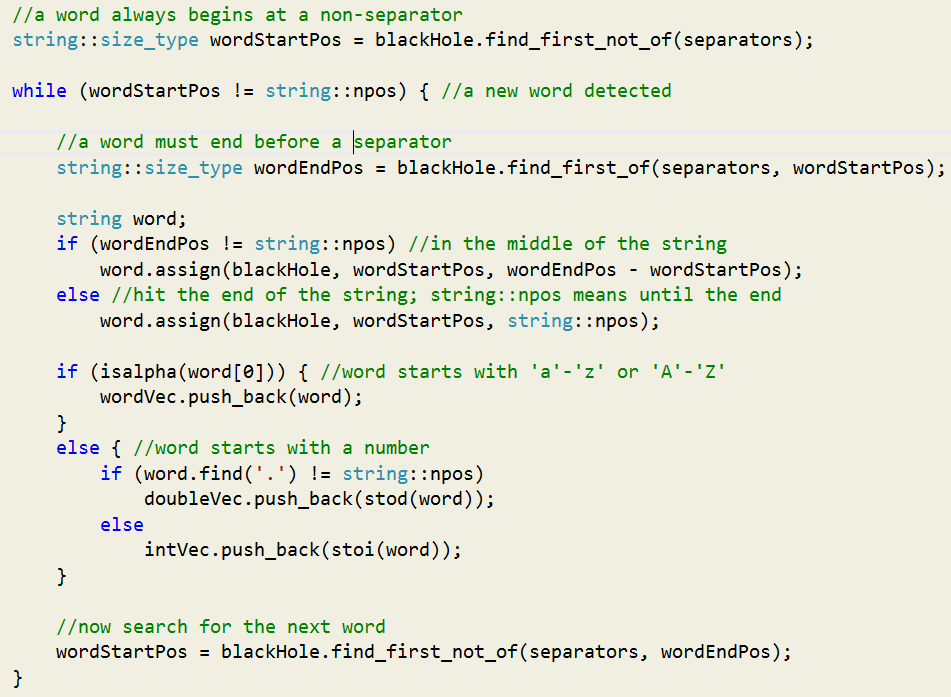 //a word always begins at a non-separator
string::size_type wordStartPos = blackHole.find_first_not_of(separators);
while (wordStartPos != string::npos) { //a new word detected
//a word must end before a separator
string::size_type wordEndPos = blackHole.find_first_of(separators, wordStartPos);
string word;
if (wordEndPos != string::npos) //in the middle of the string
word.assign(blackHole, wordStartPos, wordEndPos - wordStartPos);
else //hit the end of the string; string::npos means until the end
word.assign(blackHole, wordStartPos, string::npos);
if (isalpha(word[0])) { //word starts with 'a'-'z' or 'A'-'Z'
wordVec.push_back(word);
}
else { //word starts with a number
if (word.find('.') != string::npos)
doubleVec.push_back(stod(word));
else
intVec.push_back(stoi(word));
}
//now search for the next word
wordStartPos = blackHole.find_first_not_of(separators, wordEndPos);
}